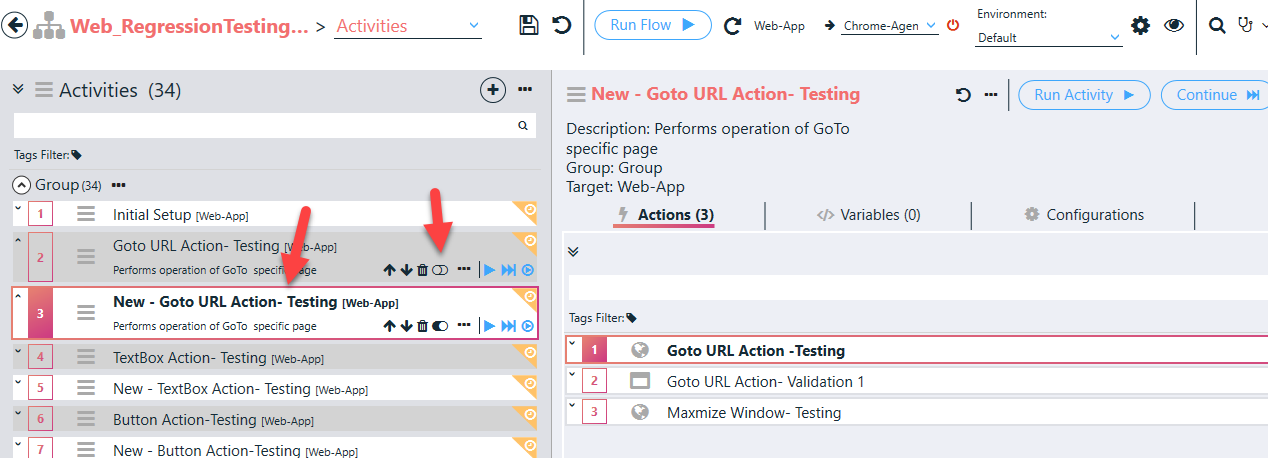 Web_RegressionTesting... > Activities
Run Flow
Web-App
Chrome-Agen
Environment:
Default
Activities (34)
Tags Filter:
Group (34)
1 Initial Setup [Web-App]
2 Goto URL Action- Testing [Web-App]
Performs operation of GoTo specific page
3 New - Goto URL Action- Testing [Web-App]
Performs operation of GoTo specific page
4 TextBox Action- Testing [Web-App]
5 New - TextBox Action- Testing [Web-App]
6 Button Action-Testing [Web-App]
7 New - Button Action-Testing [Web-App]
New - Goto URL Action- Testing
Run Activity
Continue
Description: Performs operation of GoTo
specific page
Group: Group
Target: Web-App
Actions (3)
Variables (0)
Configurations
Tags Filter:
1 Goto URL Action -Testing
2 Goto URL Action- Validation 1
3 Maxmize Window- Testing